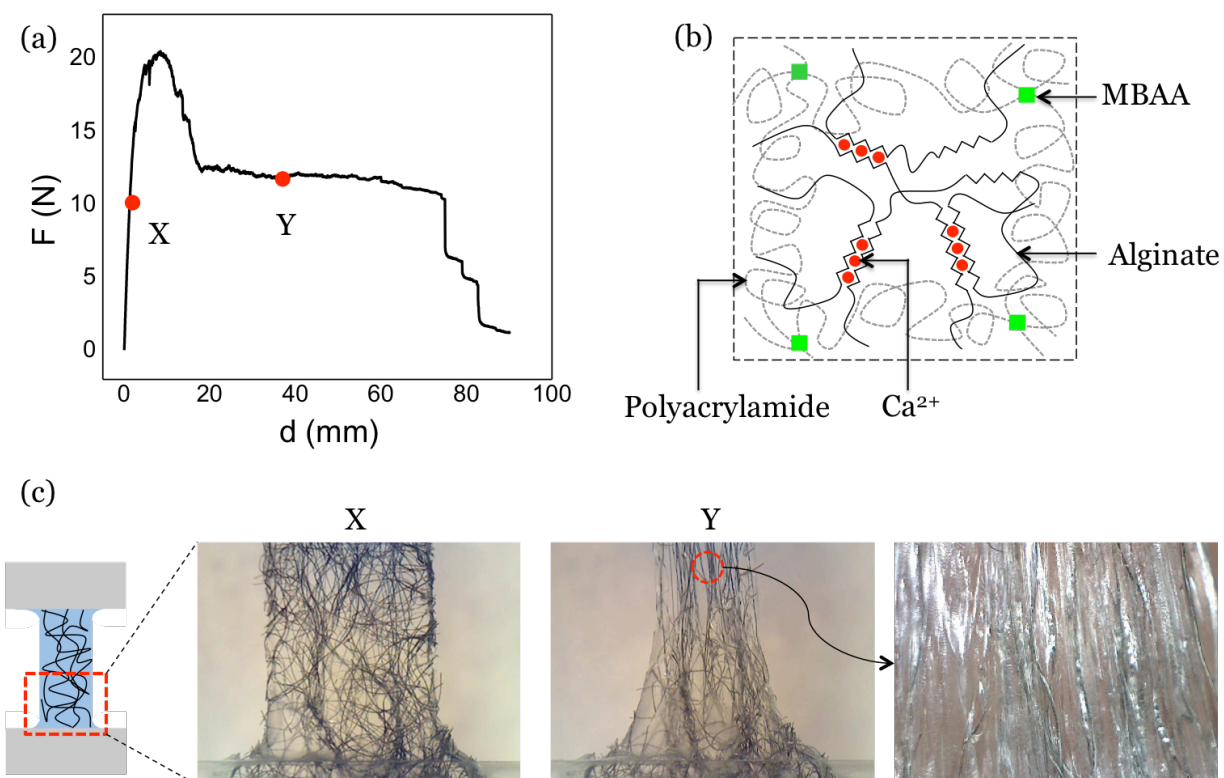 (a)
20
15
10
5
0
F (N)
X
Y
0 20 40 60 80 100
d (mm)
(b)
MBAA
Alginate
Polyacrylamide
Ca²⁺
(c)
X
Y